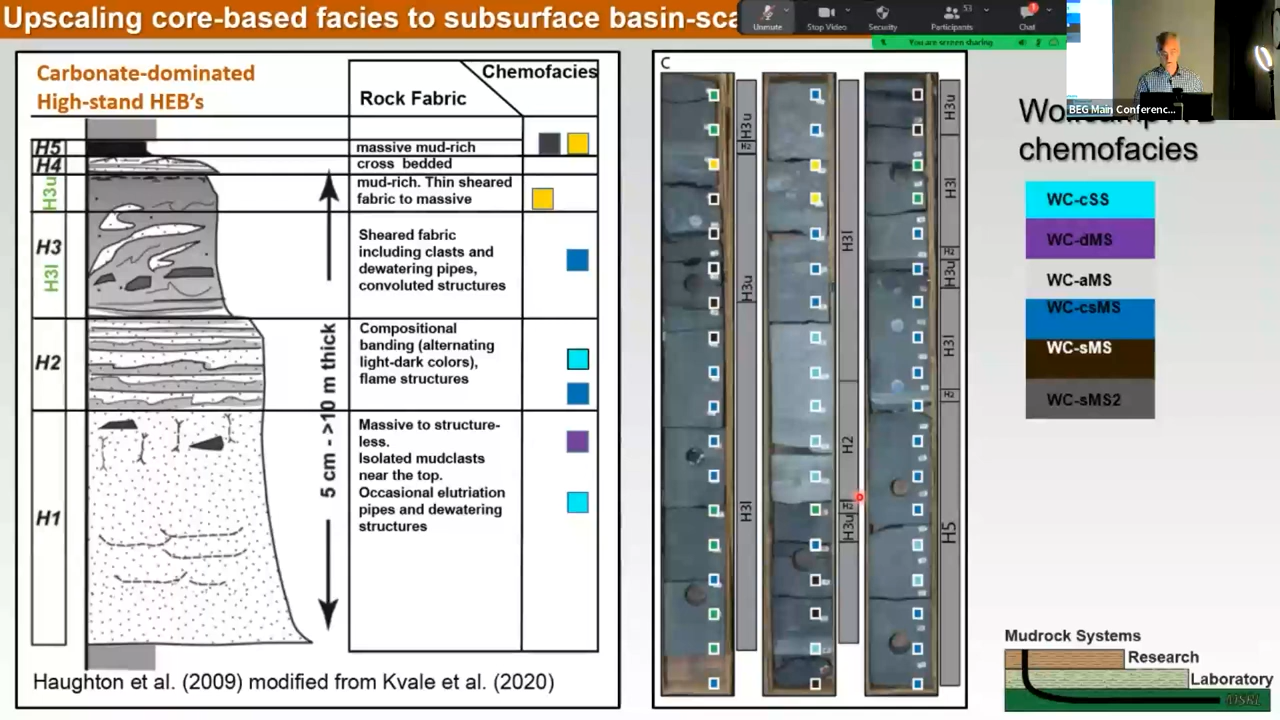 Upscaling core-based facies to subsurface basin-sca
Unmute
Stop Video
Security
53
Participants
1
Chat
You are screen sharing
BEG Main Conferenc...
Carbonate-dominated
High-stand HEB's
Rock Fabric
Chemofacies
H5
massive mud-rich
H4
cross bedded
H3u
mud-rich. Thin sheared
fabric to massive
H3
H3l
Sheared fabric
including clasts and
dewatering pipes,
convoluted structures
H2
Compositional
banding (alternating
light-dark colors),
flame structures
H1
Massive to structure-
less.
Isolated mudclasts
near the top.
Occasional elutriation
pipes and dewatering
structures
5 cm - >10 m thick
Haughton et al. (2009) modified from Kvale et al. (2020)
C
H3u
H2
H3u
H3l
H3l
H2
H2
H3u
H3u
H3l
H2
H3u
H3l
H2
H5
chemofacies
WC-cSS
WC-dMS
WC-aMS
WC-csMS
WC-sMS
WC-sMS2
Mudrock Systems
Research
Laboratory
MSRL